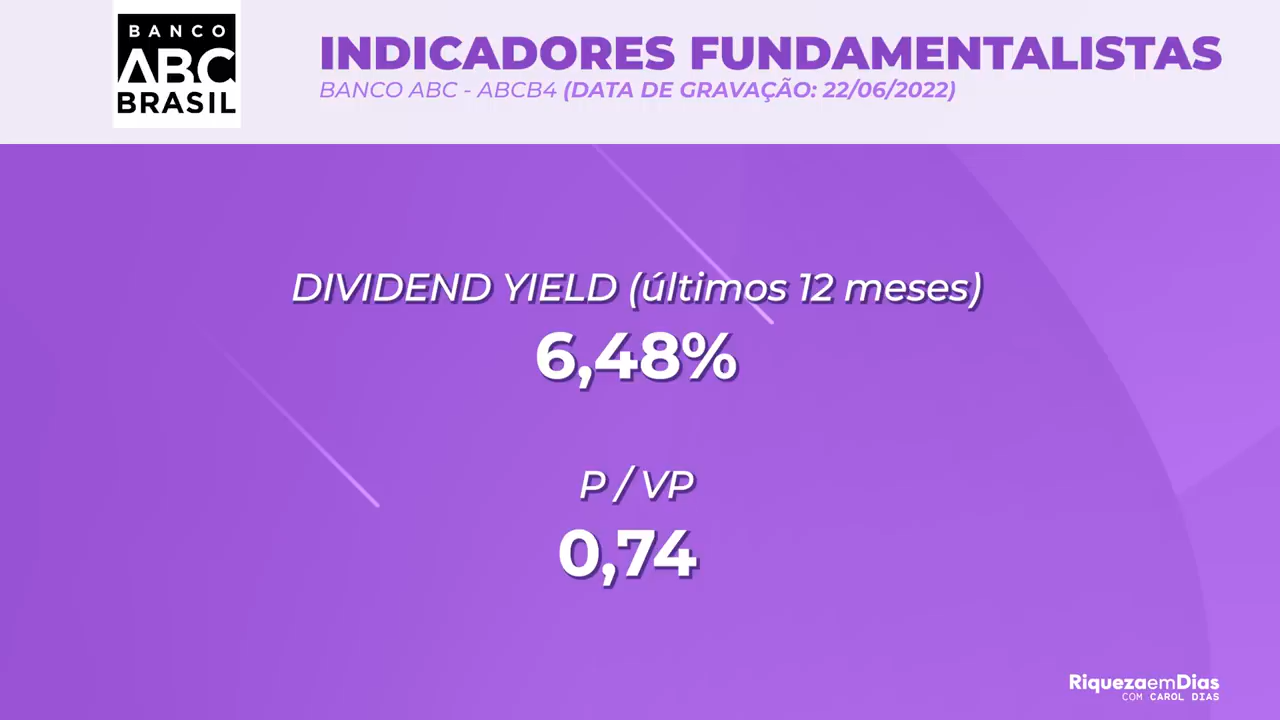 BANCO
ABC
BRASIL
INDICADORES FUNDAMENTALISTAS
BANCO ABC - ABCB4 (DATA DE GRAVAÇÃO: 22/06/2022)
DIVIDEND YIELD (últimos 12 meses)
6,48%
P / VP
0,74
RiquezaemDias
COM CAROL DIAS